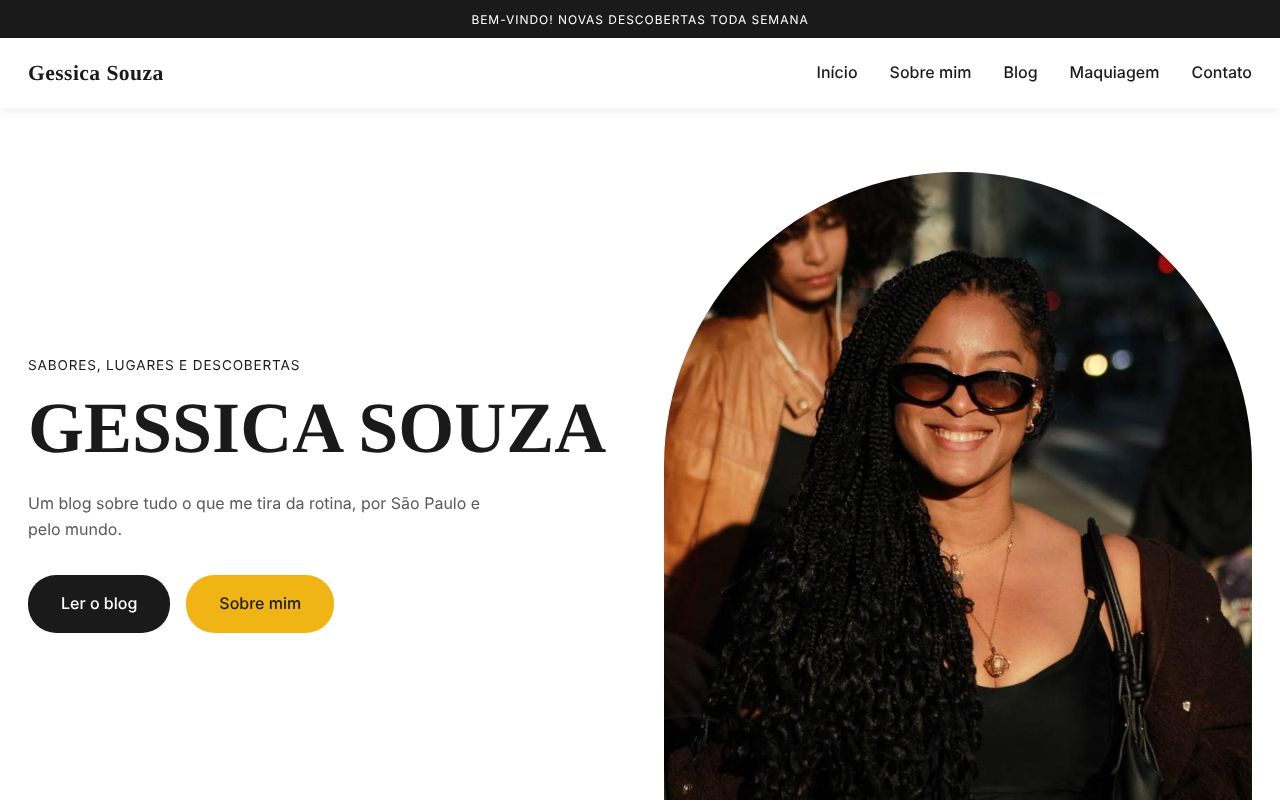 BEM-VINDO! NOVAS DESCOBERTAS TODA SEMANA
Gessica Souza
Início Sobre mim Blog Maquiagem Contato
SABORES, LUGARES E DESCOBERTAS
GESSICA SOUZA
Um blog sobre tudo o que me tira da rotina, por São Paulo e
pelo mundo.
Ler o blog Sobre mim